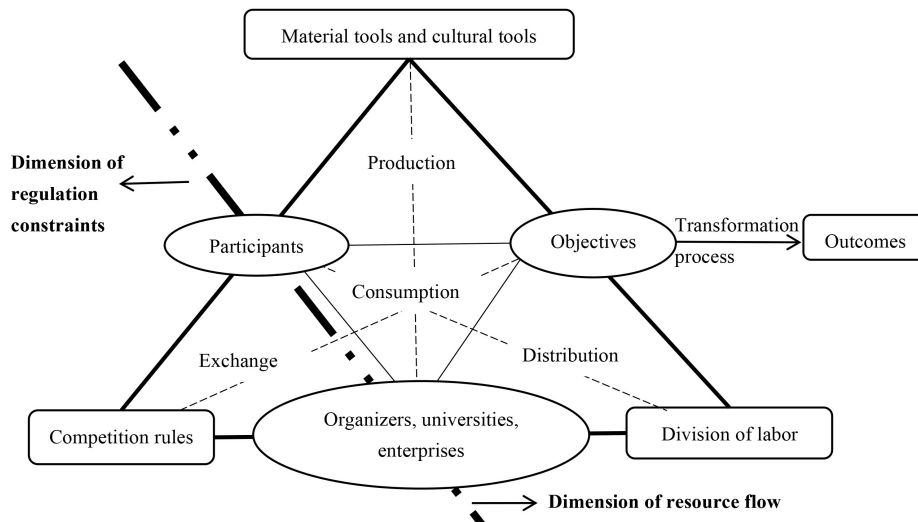 Material tools and cultural tools
Production
Dimension of
regulation
constraints
Participants
Objectives
Transformation
process
Outcomes
Consumption
Exchange
Distribution
Competition rules
Organizers, universities,
enterprises
Division of labor
Dimension of resource flow